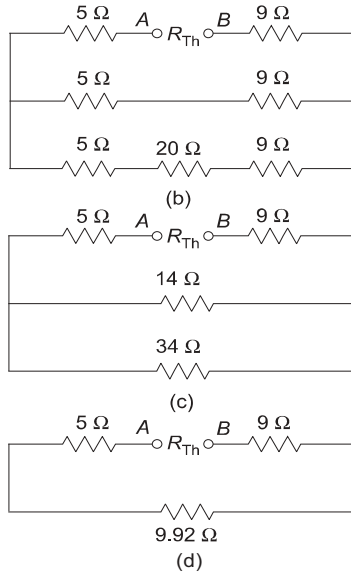 5 Ω A R_Th B 9 Ω
5 Ω 9 Ω
5 Ω 20 Ω 9 Ω
(b)
5 Ω A R_Th B 9 Ω
14 Ω
34 Ω
(c)
5 Ω A R_Th B 9 Ω
9.92 Ω
(d)